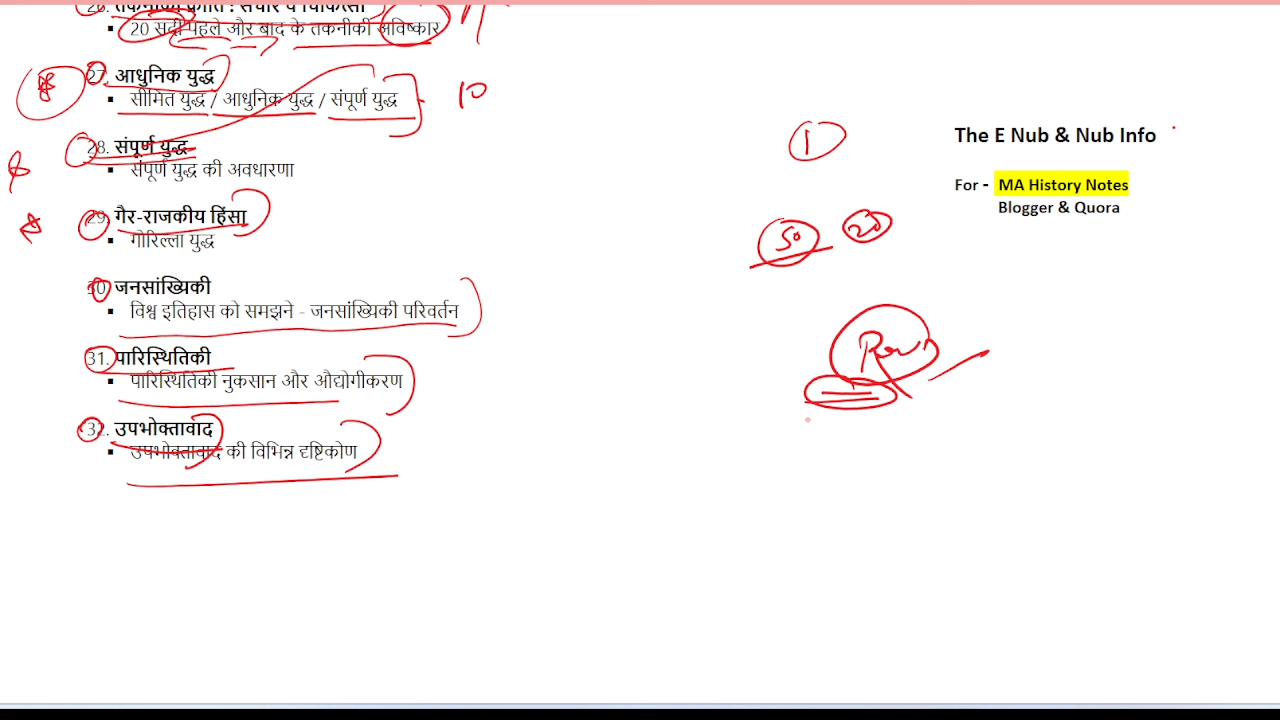 26. तकनीकी क्रांति : संचार व चिकित्सा
▪ 20 सदी पहले और बाद के तकनीकी अविष्कार
27. आधुनिक युद्ध
▪ सीमित युद्ध / आधुनिक युद्ध / संपूर्ण युद्ध
10
28. संपूर्ण युद्ध
▪ संपूर्ण युद्ध की अवधारणा
29. गैर-राजकीय हिंसा
▪ गोरिल्ला युद्ध
30. जनसांख्यिकी
▪ विश्व इतिहास को समझने - जनसांख्यिकी परिवर्तन
31. पारिस्थितिकी
▪ पारिस्थितिकी नुकसान और औद्योगीकरण
32. उपभोक्तावाद
▪ उपभोक्तावाद की विभिन्न दृष्टिकोण
1
The E Nub & Nub Info
For - MA History Notes
Blogger & Quora
50 20